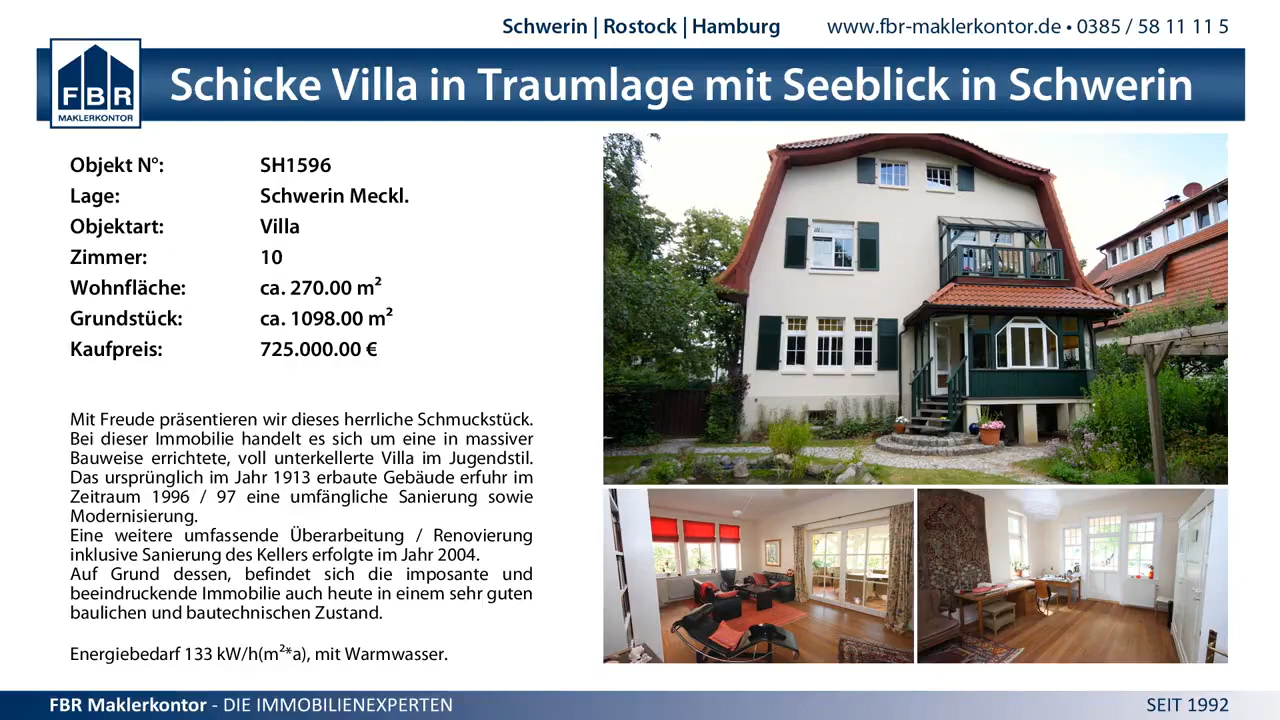 Schwerin | Rostock | Hamburg www.fbr-maklerkontor.de • 0385 / 58 11 11 5
FBR
MAKLERKONTOR
Schicke Villa in Traumlage mit Seeblick in Schwerin
Objekt N°: SH1596
Lage: Schwerin Meckl.
Objektart: Villa
Zimmer: 10
Wohnfläche: ca. 270.00 m²
Grundstück: ca. 1098.00 m²
Kaufpreis: 725.000.00 €
Mit Freude präsentieren wir dieses herrliche Schmuckstück.
Bei dieser Immobilie handelt es sich um eine in massiver
Bauweise errichtete, voll unterkellerte Villa im Jugendstil.
Das ursprünglich im Jahr 1913 erbaute Gebäude erfuhr im
Zeitraum 1996 / 97 eine umfängliche Sanierung sowie
Modernisierung.
Eine weitere umfassende Überarbeitung / Renovierung
inklusive Sanierung des Kellers erfolgte im Jahr 2004.
Auf Grund dessen, befindet sich die imposante und
beeindruckende Immobilie auch heute in einem sehr guten
baulichen und bautechnischen Zustand.
Energiebedarf 133 kW/h(m²*a), mit Warmwasser.
FBR Maklerkontor - DIE IMMOBILIENEXPERTEN SEIT 1992